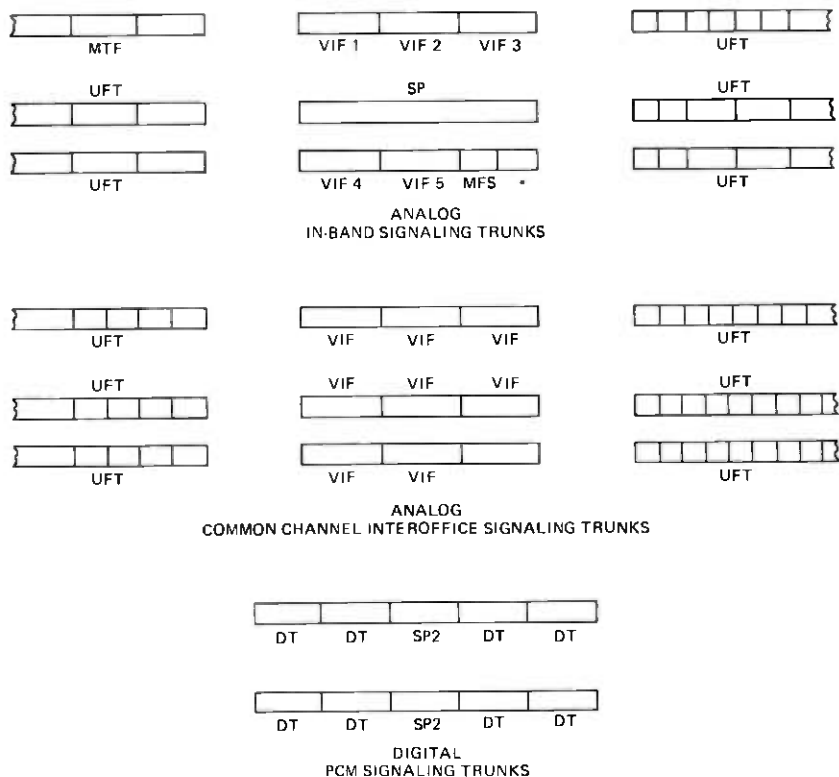 MTF VIF 1 VIF 2 VIF 3 UFT
UFT SP UFT
UFT VIF 4 VIF 5 MFS UFT
ANALOG
IN-BAND SIGNALING TRUNKS
UFT VIF VIF VIF UFT
UFT VIF VIF VIF UFT
UFT VIF VIF UFT
ANALOG
COMMON CHANNEL INTEROFFICE SIGNALING TRUNKS
DT DT SP2 DT DT
DT DT SP2 DT DT
DIGITAL
PCM SIGNALING TRUNKS